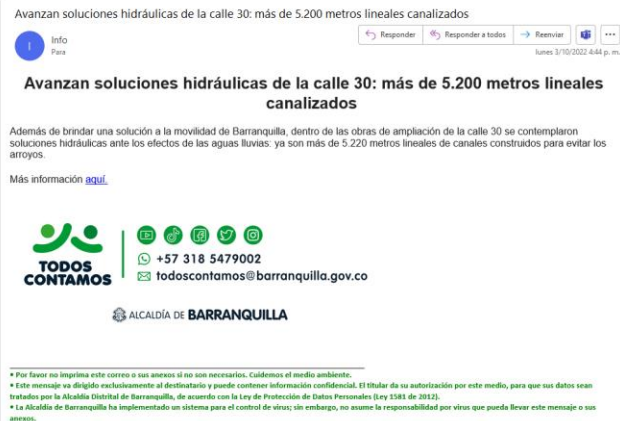 Avanzan soluciones hidráulicas de la calle 30: más de 5.200 metros lineales canalizados
I
Info
Para
Responder
Responder a todos
Reenviar
lunes 3/10/2022 4:44 p. m.
Avanzan soluciones hidráulicas de la calle 30: más de 5.200 metros lineales
canalizados
Además de brindar una solución a la movilidad de Barranquilla, dentro de las obras de ampliación de la calle 30 se contemplaron
soluciones hidráulicas ante los efectos de las aguas lluvias: ya son más de 5.220 metros lineales de canales construidos para evitar los
arroyos.
Más información aquí.
TODOS
CONTAMOS
+57 318 5479002
todoscontamos@barranquilla.gov.co
ALCALDÍA DE BARRANQUILLA
• Por favor no imprima este correo o sus anexos si no son necesarios. Cuidemos el medio ambiente.
• Este mensaje va dirigido exclusivamente al destinatario y puede contener información confidencial. El titular da su autorización por este medio, para que sus datos sean
tratados por la Alcaldía Distrital de Barranquilla, de acuerdo con la Ley de Protección de Datos Personales (Ley 1581 de 2012).
• La Alcaldía de Barranquilla ha implementado un sistema para el control de virus; sin embargo, no asume la responsabilidad por virus que pueda llevar este mensaje o sus
anexos.